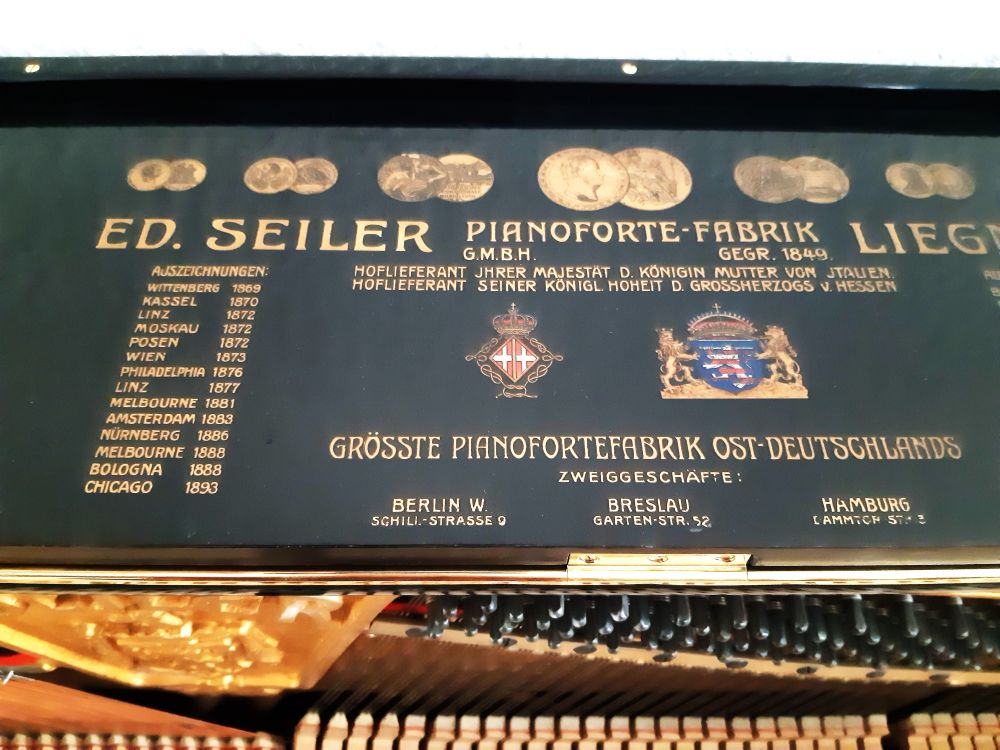 ED. SEILER PIANOFORTE-FABRIK
G.M.B.H. GEGR. 1849.
HOFLIEFERANT JHRER MAJESTÄT D. KÖNIGIN MUTTER VON JTALIEN.
HOFLIEFERANT SEINER KÖNIGL. HOHEIT D. GROSSHERZOGS v. HESSEN
AUSZEICHNUNGEN:
WITTENBERG 1869
KASSEL 1870
LINZ 1872
MOSKAU 1872
POSEN 1872
WIEN 1873
PHILADELPHIA 1876
LINZ 1877
MELBOURNE 1881
AMSTERDAM 1883
NÜRNBERG 1886
MELBOURNE 1888
BOLOGNA 1888
CHICAGO 1893
GRÖSSTE PIANOFORTEFABRIK OST-DEUTSCHLANDS
ZWEIGGESCHÄFTE:
BERLIN W.
SCHILL-STRASSE 9
BRESLAU
GARTEN-STR. 52
HAMBURG